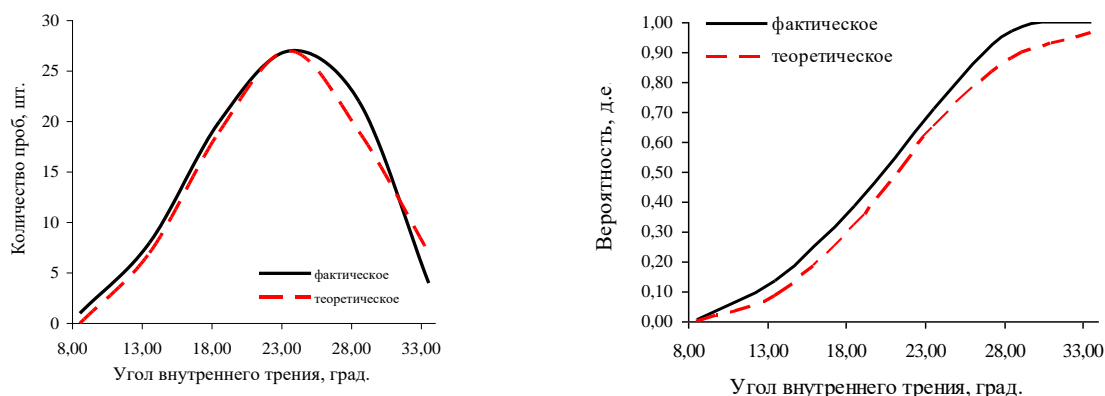 30
25
20
15
10
5
0
Количество проб, шт.
фактическое
теоретическое
8,00 13,00 18,00 23,00 28,00 33,00
Угол внутреннего трения, град.
1,00
0,90
0,80
0,70
0,60
0,50
0,40
0,30
0,20
0,10
0,00
Вероятность, д.е
фактическое
теоретическое
8,00 13,00 18,00 23,00 28,00 33,00
Угол внутреннего трения, град.